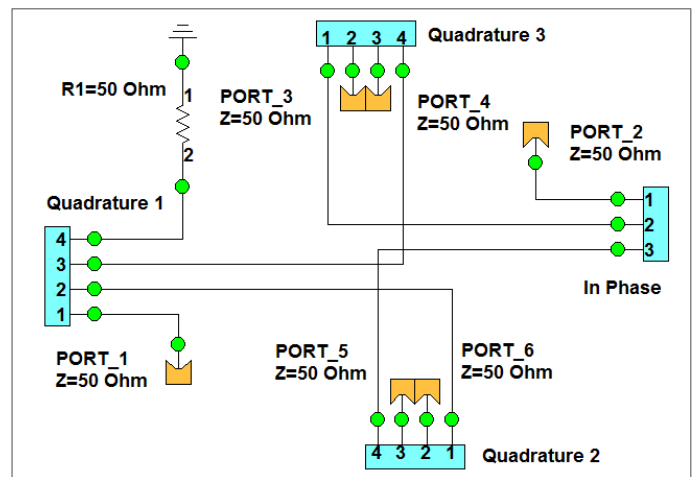 1 2 3 4
Quadrature 3
R1=50 Ohm
1
2
PORT_3
Z=50 Ohm
PORT_4
Z=50 Ohm
PORT_2
Z=50 Ohm
Quadrature 1
4
3
2
1
1
2
3
In Phase
PORT_1
Z=50 Ohm
PORT_5
Z=50 Ohm
PORT_6
Z=50 Ohm
4 3 2 1
Quadrature 2